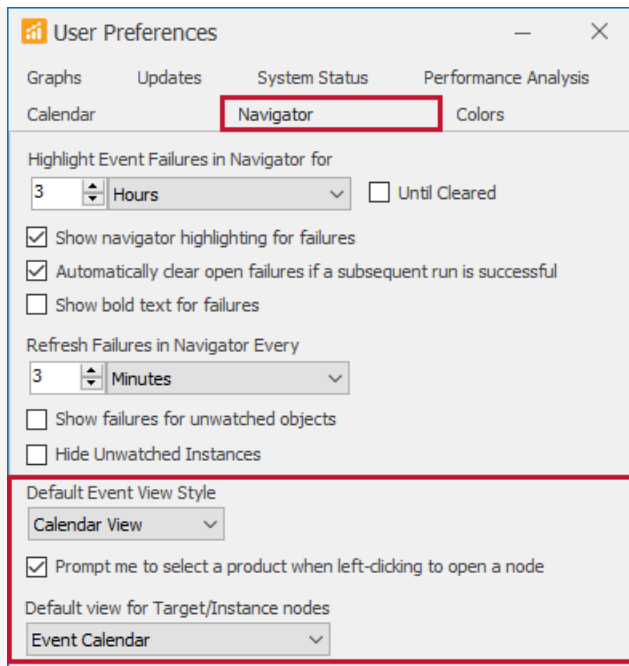 User Preferences
Graphs Updates System Status Performance Analysis
Calendar Navigator Colors
Highlight Event Failures in Navigator for
3 Hours Until Cleared
Show navigator highlighting for failures
Automatically clear open failures if a subsequent run is successful
Show bold text for failures
Refresh Failures in Navigator Every
3 Minutes
Show failures for unwatched objects
Hide Unwatched Instances
Default Event View Style
Calendar View
Prompt me to select a product when left-clicking to open a node
Default view for Target/Instance nodes
Event Calendar